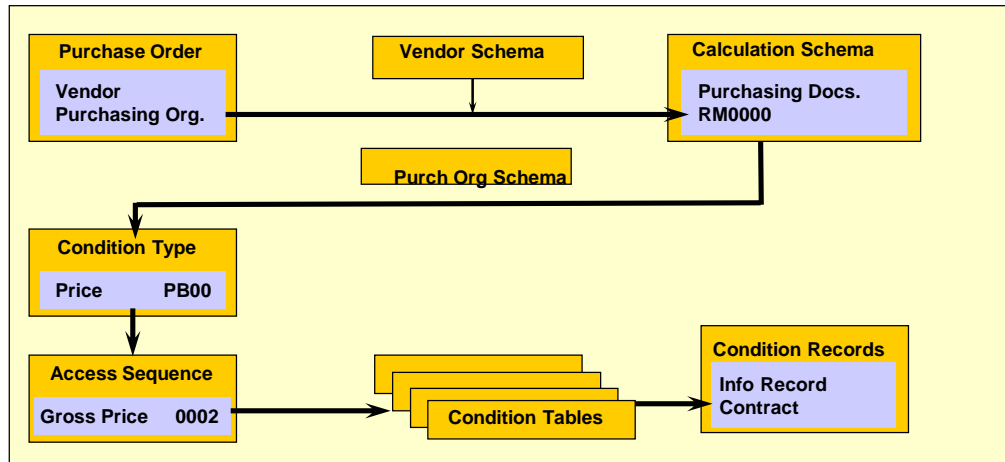 Purchase Order
Vendor
Purchasing Org.
Vendor Schema
Calculation Schema
Purchasing Docs.
RM0000
Purch Org Schema
Condition Type
Price PB00
Access Sequence
Gross Price 0002
Condition Tables
Condition Records
Info Record
Contract